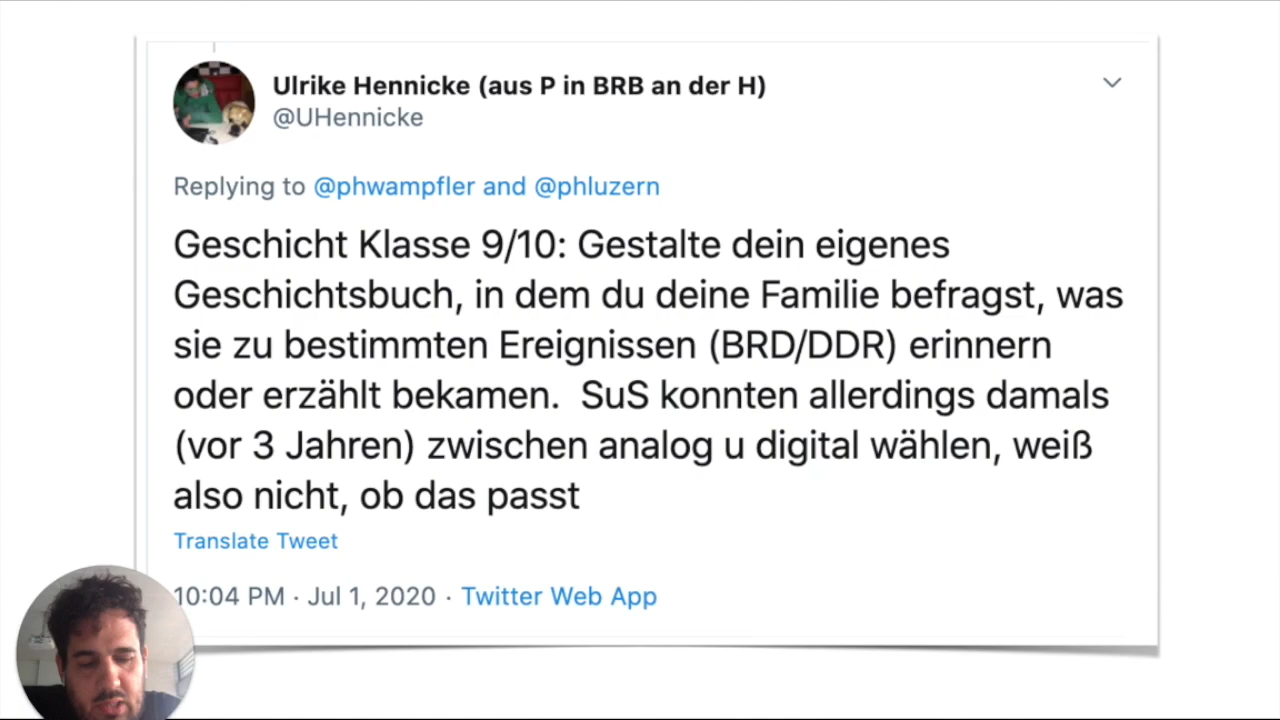 Ulrike Hennicke (aus P in BRB an der H)
@UHennicke
Replying to @phwampfler and @phluzern
Geschicht Klasse 9/10: Gestalte dein eigenes
Geschichtsbuch, in dem du deine Familie befragst, was
sie zu bestimmten Ereignissen (BRD/DDR) erinnern
oder erzählt bekamen.  SuS konnten allerdings damals
(vor 3 Jahren) zwischen analog u digital wählen, weiß
also nicht, ob das passt
Translate Tweet
10:04 PM · Jul 1, 2020 · Twitter Web App